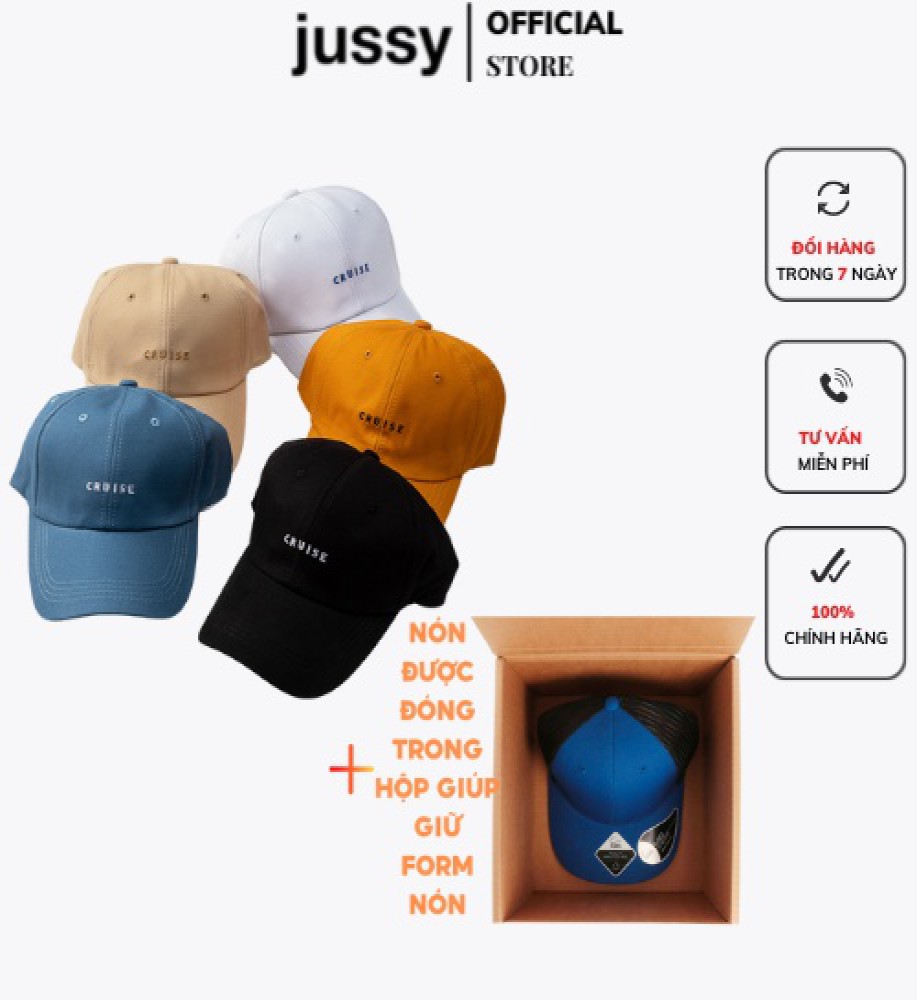 jussy
OFFICIAL
STORE
ĐỔI HÀNG
TRONG 7 NGÀY
TƯ VẤN
MIỄN PHÍ
100%
CHÍNH HÃNG
CRUISE
CRUISE
CRUISE
CRUISE
CRUISE
+
NÓN
ĐƯỢC
ĐÓNG
TRONG
HỘP GIÚP
GIỮ
FORM
NÓN